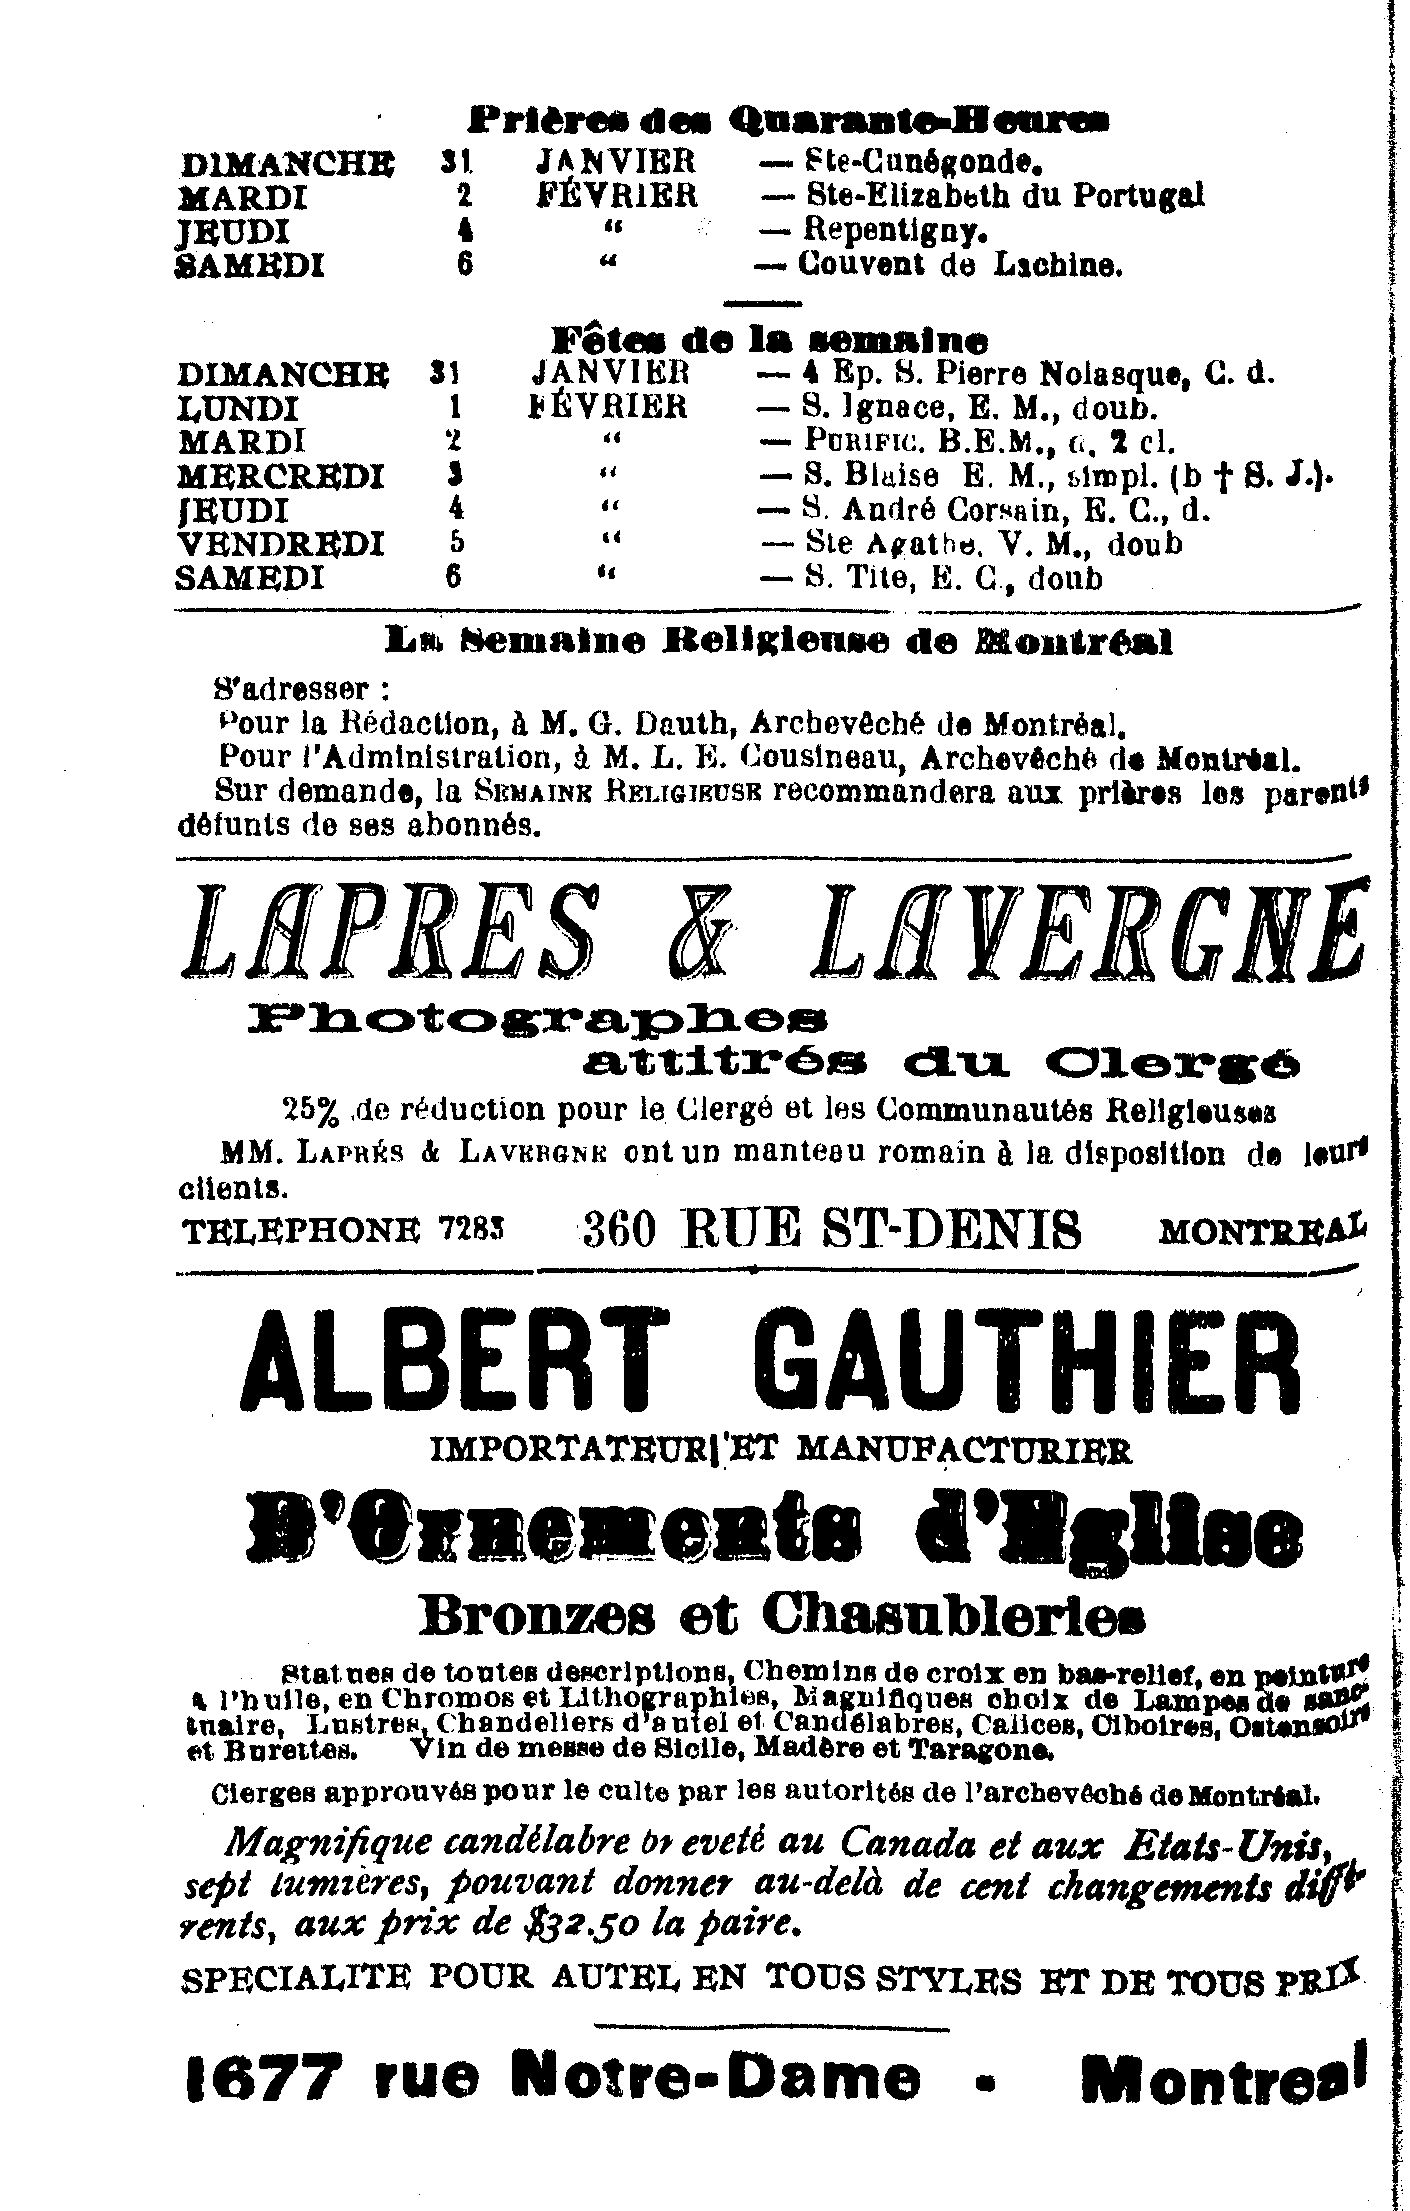 Prières des Quarante-Heures
DIMANCHE 31 JANVIER — Ste-Cunégonde.
MARDI 2 FÉVRIER — Ste-Elizabeth du Portugal
JEUDI 4 “ — Repentigny.
SAMEDI 6 “ — Couvent de Lachine.
Fêtes de la semaine
DIMANCHE 31 JANVIER — 4 Ep. S. Pierre Nolasque, C. d.
LUNDI 1 FÉVRIER — S. Ignace, E. M., doub.
MARDI 2 “ — PURIFIC. B.E.M., d. 2 cl.
MERCREDI 3 “ — S. Blaise E. M., simpl. (b † S. J.).
JEUDI 4 “ — S. André Corsain, E. C., d.
VENDREDI 5 “ — Ste Agathe. V. M., doub
SAMEDI 6 “ — S. Tite, E. C., doub
La Semaine Religieuse de Montréal
S'adresser :
Pour la Rédaction, à M. G. Dauth, Archevêché de Montréal.
Pour l'Administration, à M. L. E. Cousineau, Archevêché de Montréal.
Sur demande, la SEMAINE RELIGIEUSE recommandera aux prières les parents
défunts de ses abonnés.
LAPRES & LAVERGNE
Photographes
attitrés du Clergé
25% de réduction pour le Clergé et les Communautés Religieuses
MM. LAPRÉS & LAVERGNE ont un manteau romain à la disposition de leurs
clients.
TELEPHONE 7283 360 RUE ST-DENIS MONTREAL
ALBERT GAUTHIER
IMPORTATEUR ET MANUFACTURIER
D'Ornements d'Eglise
Bronzes et Chasubleries
Statues de toutes descriptions, Chemins de croix en bas-relief, en peinture
à l'huile, en Chromos et Lithographies, Magnifiques choix de Lampes de sanc-
tuaire, Lustres, Chandeliers d'autel et Candélabres, Calices, Ciboires, Ostensoirs
et Burettes. Vin de messe de Sicile, Madère et Taragone.
Cierges approuvés pour le culte par les autorités de l'archevêché de Montréal.
Magnifique candélabre breveté au Canada et aux Etats-Unis,
sept lumières, pouvant donner au-delà de cent changements diffé-
rents, aux prix de $32.50 la paire.
SPECIALITE POUR AUTEL EN TOUS STYLES ET DE TOUS PRIX
1677 rue Notre-Dame - Montreal